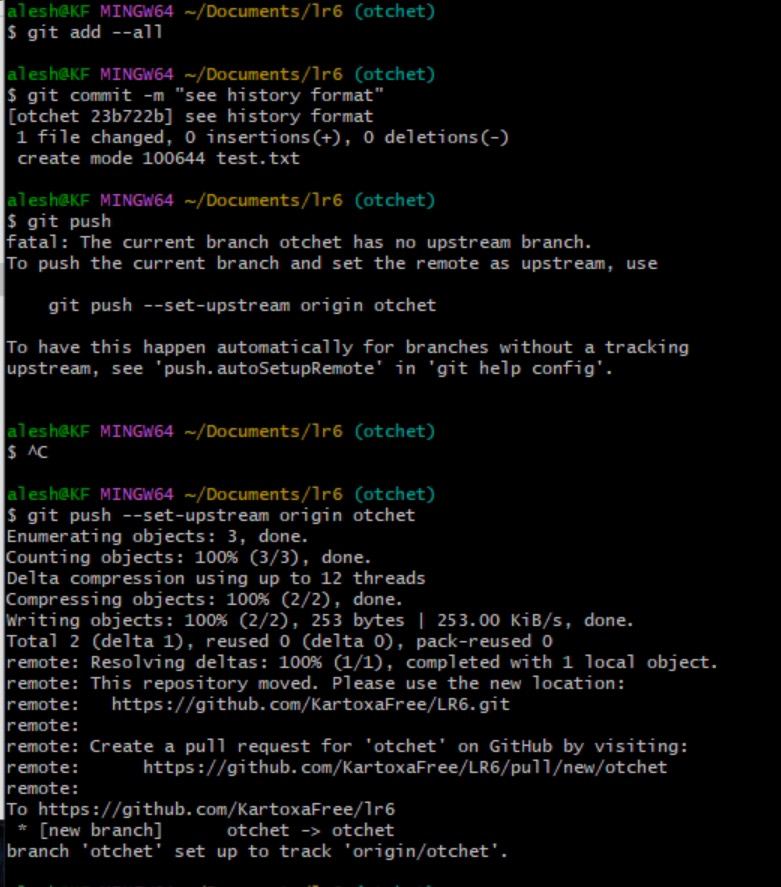 alesh@KF MINGW64 ~/Documents/lr6 (otchet)
$ git add --all
alesh@KF MINGW64 ~/Documents/lr6 (otchet)
$ git commit -m "see history format"
[otchet 23b722b] see history format
 1 file changed, 0 insertions(+), 0 deletions(-)
 create mode 100644 test.txt
alesh@KF MINGW64 ~/Documents/lr6 (otchet)
$ git push
fatal: The current branch otchet has no upstream branch.
To push the current branch and set the remote as upstream, use
    git push --set-upstream origin otchet
To have this happen automatically for branches without a tracking
upstream, see 'push.autoSetupRemote' in 'git help config'.
alesh@KF MINGW64 ~/Documents/lr6 (otchet)
$ ^C
alesh@KF MINGW64 ~/Documents/lr6 (otchet)
$ git push --set-upstream origin otchet
Enumerating objects: 3, done.
Counting objects: 100% (3/3), done.
Delta compression using up to 12 threads
Compressing objects: 100% (2/2), done.
Writing objects: 100% (2/2), 253 bytes | 253.00 KiB/s, done.
Total 2 (delta 1), reused 0 (delta 0), pack-reused 0
remote: Resolving deltas: 100% (1/1), completed with 1 local object.
remote: This repository moved. Please use the new location:
remote:   https://github.com/KartoxaFree/LR6.git
remote:
remote: Create a pull request for 'otchet' on GitHub by visiting:
remote:      https://github.com/KartoxaFree/LR6/pull/new/otchet
remote:
To https://github.com/KartoxaFree/lr6
 * [new branch]      otchet -> otchet
branch 'otchet' set up to track 'origin/otchet'.